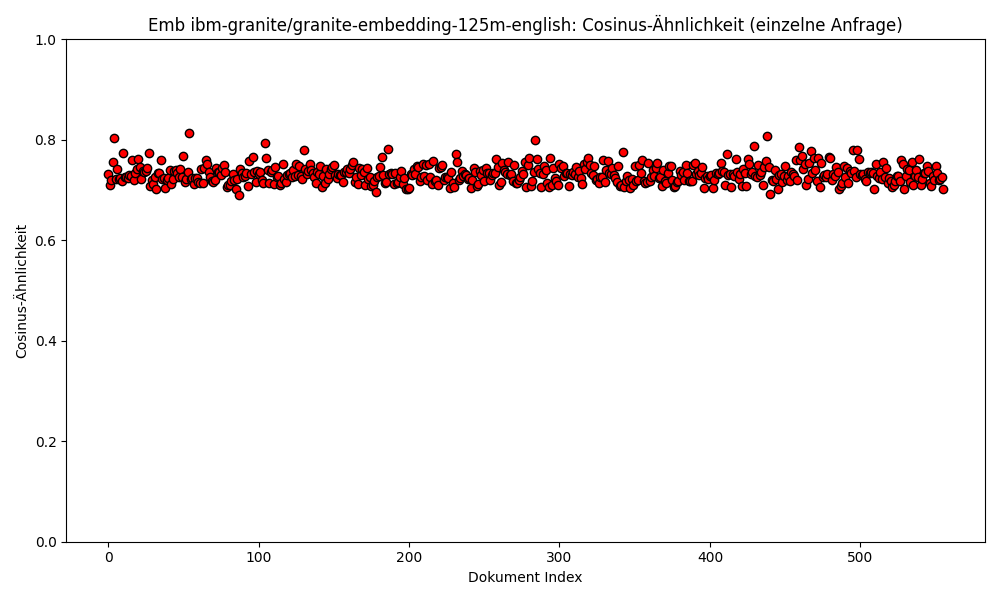 Emb ibm-granite/granite-embedding-125m-english: Cosinus-Ähnlichkeit (einzelne Anfrage)
1.0
0.8
0.6
0.4
0.2
0.0
Cosinus-Ähnlichkeit
0 100 200 300 400 500
Dokument Index